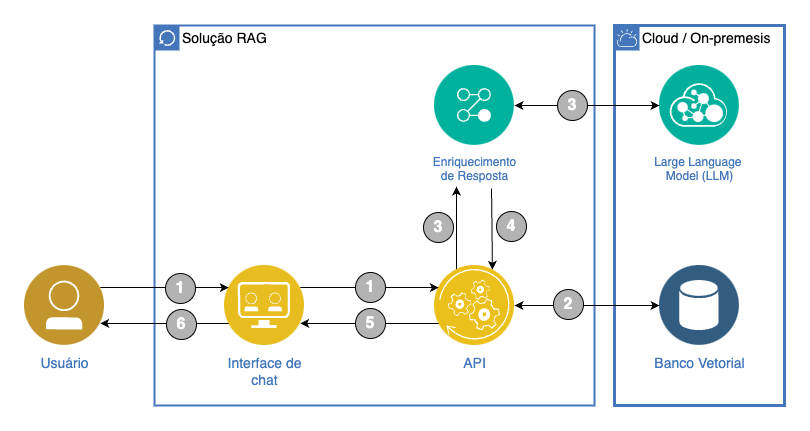 Solução RAG
Cloud / On-premesis
3
Enriquecimento
de Resposta
Large Language
Model (LLM)
3
4
1
1
2
6
5
Usuário
Interface de
chat
API
Banco Vetorial